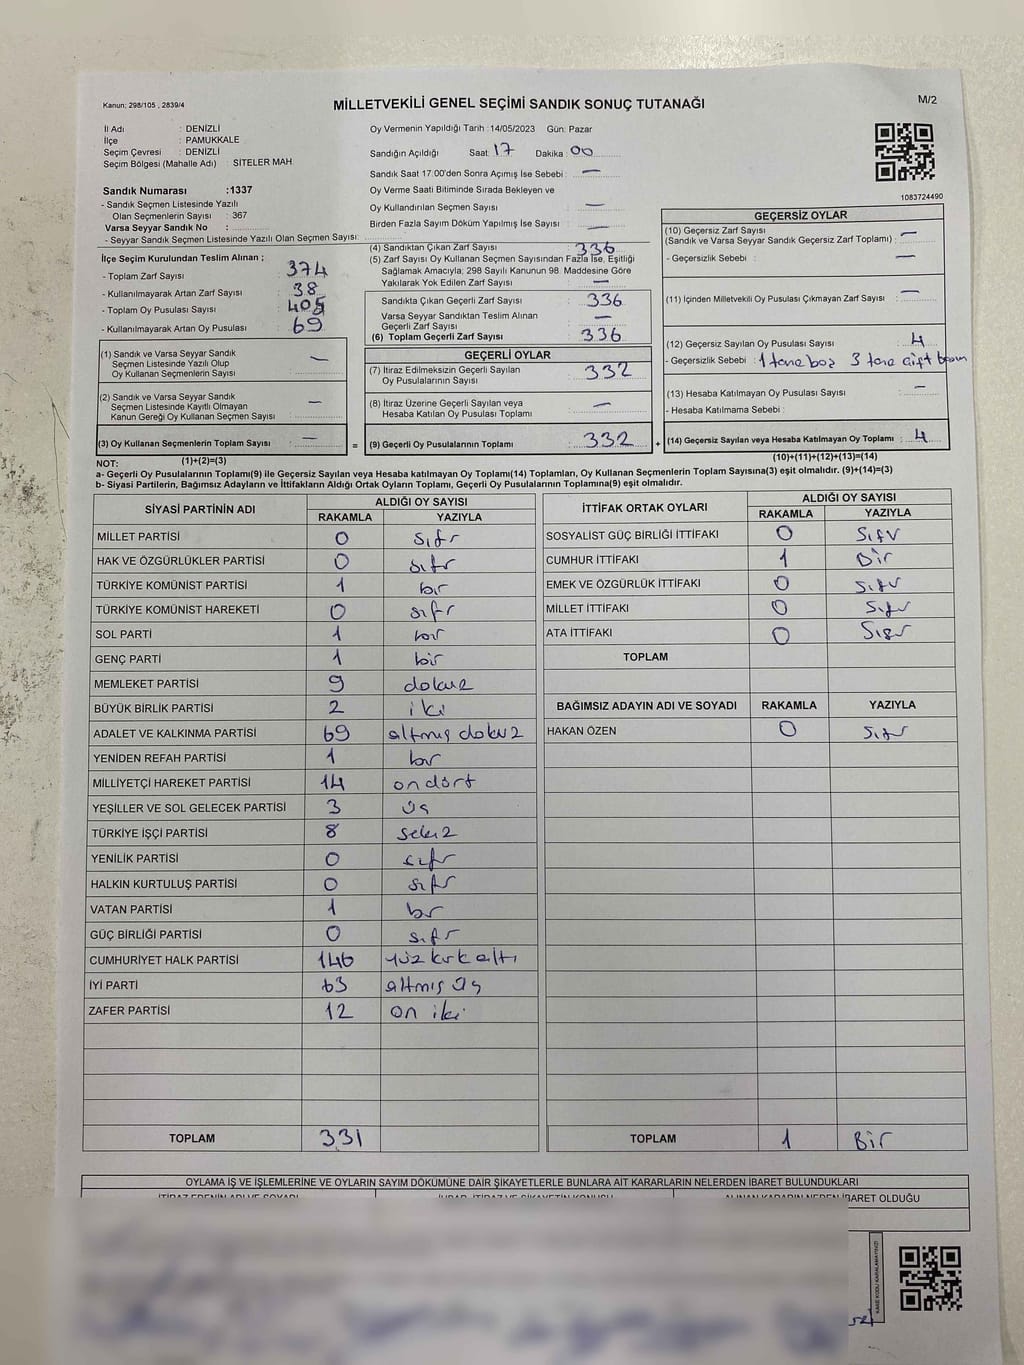 Kanun: 298/105 , 2839/4
MİLLETVEKİLİ GENEL SEÇİMİ SANDIK SONUÇ TUTANAĞI
M/2
İl Adı : DENİZLİ
İlçe : PAMUKKALE
Seçim Çevresi : DENİZLİ
Seçim Bölgesi (Mahalle Adı) : SİTELER MAH
Sandık Numarası :1337
- Sandık Seçmen Listesinde Yazılı
Olan Seçmenlerin Sayısı : 367
Varsa Seyyar Sandık No :
- Seyyar Sandık Seçmen Listesinde Yazılı Olan Seçmen Sayısı:
Oy Vermenin Yapıldığı Tarih :14/05/2023 Gün: Pazar
Sandığın Açıldığı Saat: 17 Dakika : 00
Sandık Saat 17.00'den Sonra Açımış İse Sebebi : —
Oy Verme Saati Bitiminde Sırada Bekleyen ve
Oy Kullandırılan Seçmen Sayısı : —
Birden Fazla Sayım Döküm Yapılmış İse Sayısı : —
1083724490
İlçe Seçim Kurulundan Teslim Alınan ;
- Toplam Zarf Sayısı : 374
- Kullanılmayarak Artan Zarf Sayısı : 38
- Toplam Oy Pusulası : 405
- Kullanılmayarak Artan Oy Pusulası : 69
(1) Sandık ve Varsa Seyyar Sandık
Seçmen Listesinde Yazılı Olup
Oy Kullanan Seçmenlerin Sayısı : —
(2) Sandık ve Varsa Seyyar Sandık
Seçmen Listesinde Kayıtlı Olmayan
Kanun Gereği Oy Kullanan Seçmen Sayısı : —
(3) Oy Kullanan Seçmenlerin Toplam Sayısı : —
(1)+(2)=(3)
(4) Sandıktan Çıkan Zarf Sayısı : 336
(5) Zarf Sayısı Oy Kullanan Seçmen Sayısından Fazla İse, Eşitliği
Sağlamak Amacıyla; 298 Sayılı Kanunun 98. Maddesine Göre
Yakılarak Yok Edilen Zarf Sayısı : —
Sandıkta Çıkan Geçerli Zarf Sayısı : 336
Varsa Seyyar Sandıktan Teslim Alınan
Geçerli Zarf Sayısı : —
(6) Toplam Geçerli Zarf Sayısı : 336
GEÇERLİ OYLAR
(7) İtiraz Edilmeksizin Geçerli Sayılan
Oy Pusulalarının Sayısı : 332
(8) İtiraz Üzerine Geçerli Sayılan veya
Hesaba Katılan Oy Pusulası Toplamı : —
= (9) Geçerli Oy Pusulalarının Toplamı : 332 +
GEÇERSİZ OYLAR
(10) Geçersiz Zarf Sayısı
(Sandık ve Varsa Seyyar Sandık Geçersiz Zarf Toplamı) : —
- Geçersizlik Sebebi : —
(11) İçinden Milletvekili Oy Pusulası Çıkmayan Zarf Sayısı : —
(12) Geçersiz Sayılan Oy Pusulası Sayısı : 4
- Geçersizlik Sebebi : 1 tane boş 3 tane çift
(13) Hesaba Katılmayan Oy Pusulası Sayısı : —
- Hesaba Katılmama Sebebi :
(14) Geçersiz Sayılan veya Hesaba Katılmayan Oy Toplamı : 4
(10)+(11)+(12)+(13)=(14)
NOT:
a- Geçerli Oy Pusulalarının Toplamı(9) ile Geçersiz Sayılan veya Hesaba katılmayan Oy Toplamı(14) Toplamları, Oy Kullanan Seçmenlerin Toplam Sayısına(3) eşit olmalıdır. (9)+(14)=(3)
b- Siyasi Partilerin, Bağımsız Adayların ve İttifakların Aldığı Ortak Oyların Toplamı, Geçerli Oy Pusulalarının Toplamına(9) eşit olmalıdır.
SİYASİ PARTİNİN ADI ALDIĞI OY SAYISI
RAKAMLA YAZIYLA
MİLLET PARTİSİ 0 sıfır
HAK VE ÖZGÜRLÜKLER PARTİSİ 0 sıfır
TÜRKİYE KOMÜNİST PARTİSİ 1 bir
TÜRKİYE KOMÜNİST HAREKETİ 0 sıfır
SOL PARTİ 1 bir
GENÇ PARTİ 1 bir
MEMLEKET PARTİSİ 9 dokuz
BÜYÜK BİRLİK PARTİSİ 2 iki
ADALET VE KALKINMA PARTİSİ 69 altmış dokuz
YENİDEN REFAH PARTİSİ 1 bir
MİLLİYETÇİ HAREKET PARTİSİ 14 ondört
YEŞİLLER VE SOL GELECEK PARTİSİ 3 üç
TÜRKİYE İŞÇİ PARTİSİ 8 sekiz
YENİLİK PARTİSİ 0 sıfır
HALKIN KURTULUŞ PARTİSİ 0 sıfır
VATAN PARTİSİ 1 bir
GÜÇ BİRLİĞİ PARTİSİ 0 sıfır
CUMHURİYET HALK PARTİSİ 146 yüz kırk altı
İYİ PARTİ 63 altmış üç
ZAFER PARTİSİ 12 on iki
TOPLAM 331
İTTİFAK ORTAK OYLARI ALDIĞI OY SAYISI
RAKAMLA YAZIYLA
SOSYALİST GÜÇ BİRLİĞİ İTTİFAKI 0 Sıfır
CUMHUR İTTİFAKI 1 Bir
EMEK VE ÖZGÜRLÜK İTTİFAKI 0 Sıfır
MİLLET İTTİFAKI 0 Sıfır
ATA İTTİFAKI 0 Sıfır
TOPLAM
BAĞIMSIZ ADAYIN ADI VE SOYADI RAKAMLA YAZIYLA
HAKAN ÖZEN 0 Sıfır
TOPLAM 1 Bir
OYLAMA İŞ VE İŞLEMLERİNE VE OYLARIN SAYIM DÖKÜMÜNE DAİR ŞİKAYETLERLE BUNLARA AİT KARARLARIN NELERDEN İBARET BULUNDUKLARI
İTİRAZ EDENİN ADI VE SOYADI İHBAR, İTİRAZ VE ŞİKAYETİN KONUSU ALINAN KARARIN NEDEN İBARET OLDUĞU
KARE KODU KARALAMAYINIZ!